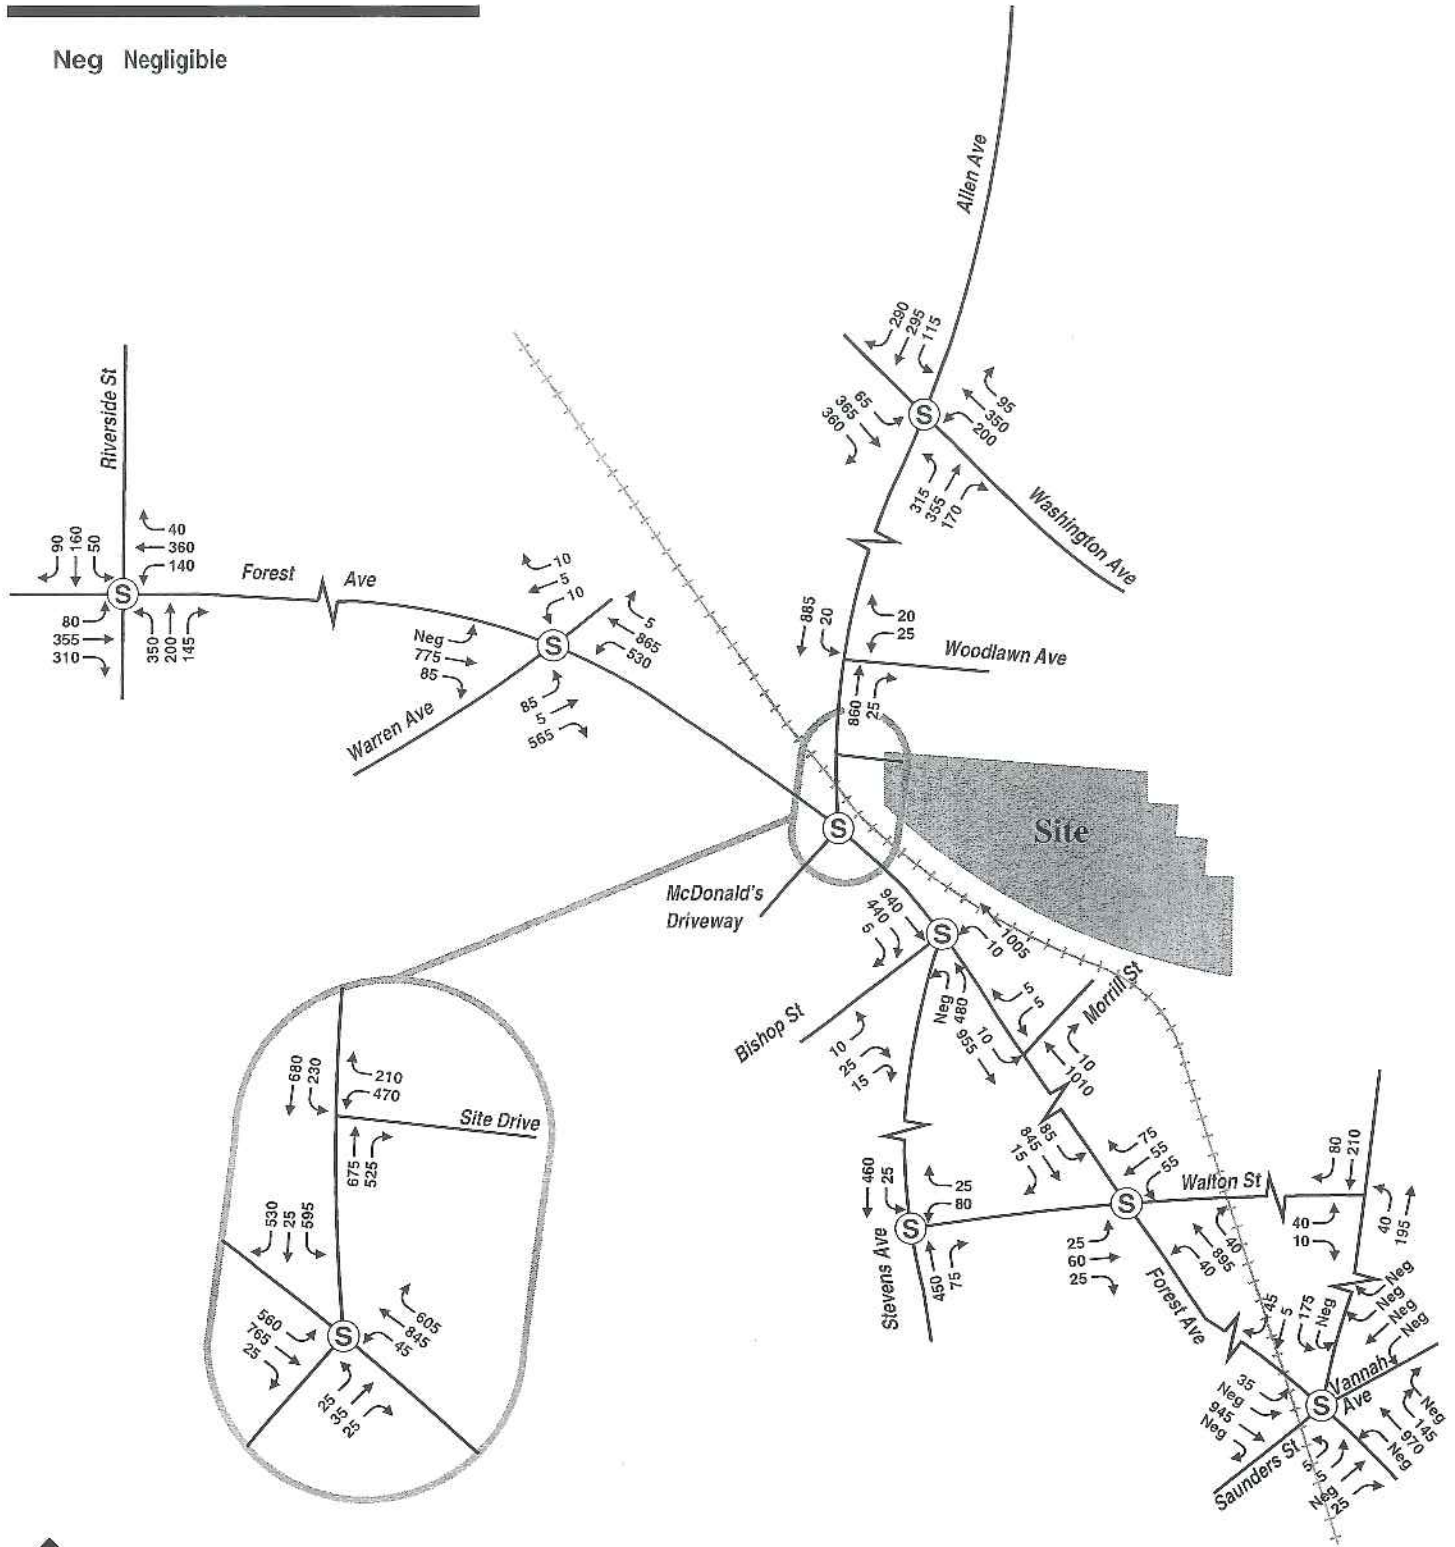 Neg Negligible
Allen Ave
290
295
115
65
365
360
95
350
200
315
355
170
Washington Ave
Riverside St
90
160
50
40
360
140
S
80
355
310
350
200
145
Forest Ave
10
5
10
Neg
775
85
S
5
865
530
85
5
565
Warren Ave
S
885
20
20
25
Woodlawn Ave
860
25
Site
S
McDonald's
Driveway
940
440
5
S
1005
10
Bishop St
10
25
15
Neg
480
955
5
5
10
Morrill St
10
1010
680
230
210
470
Site Drive
675
525
530
25
595
560
765
25
S
605
845
45
25
35
25
460
25
25
80
S
Stevens Ave
460
75
85
845
15
75
55
55
S
Walton St
25
60
25
40
895
40
Forest Ave
80
210
40
10
40
195
45
5
175
Neg
Neg
Neg
Neg
Neg
Vannah
Ave
35
Neg
945
Neg
S
Neg
145
970
Neg
Saunders St
5
5
Neg
25